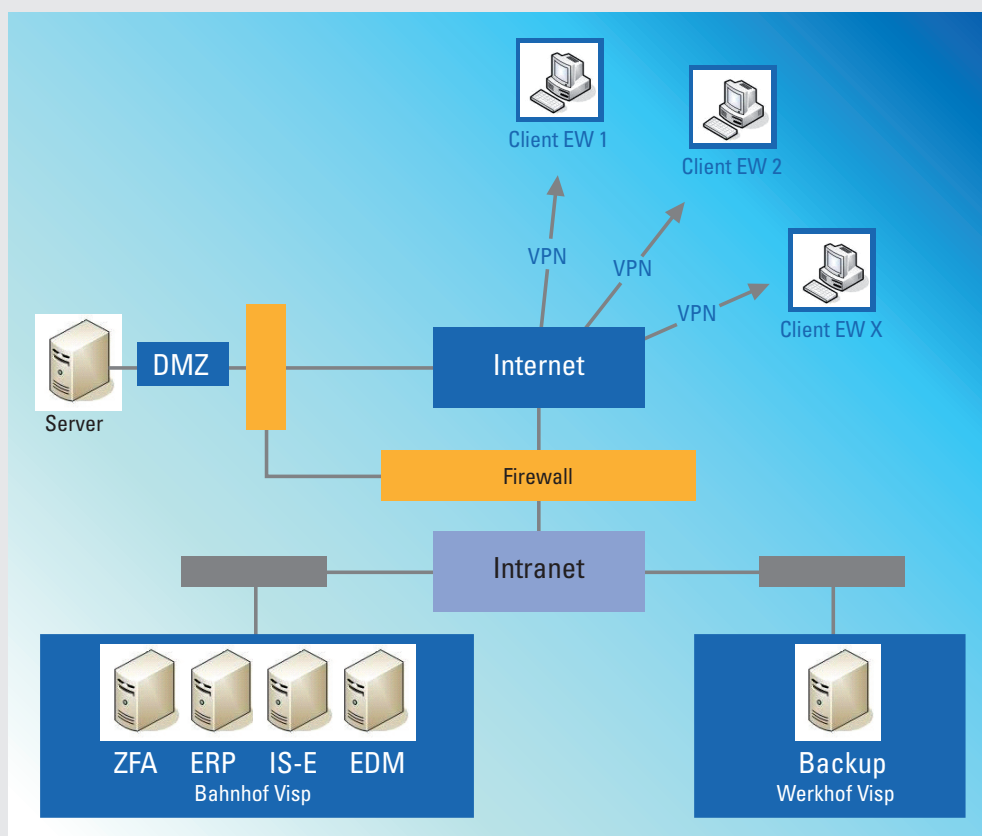 Client EW 1
Client EW 2
VPN
VPN
VPN
Client EW X
DMZ
Internet
Server
Firewall
Intranet
ZFA ERP IS-E EDM
Bahnhof Visp
Backup
Werkhof Visp